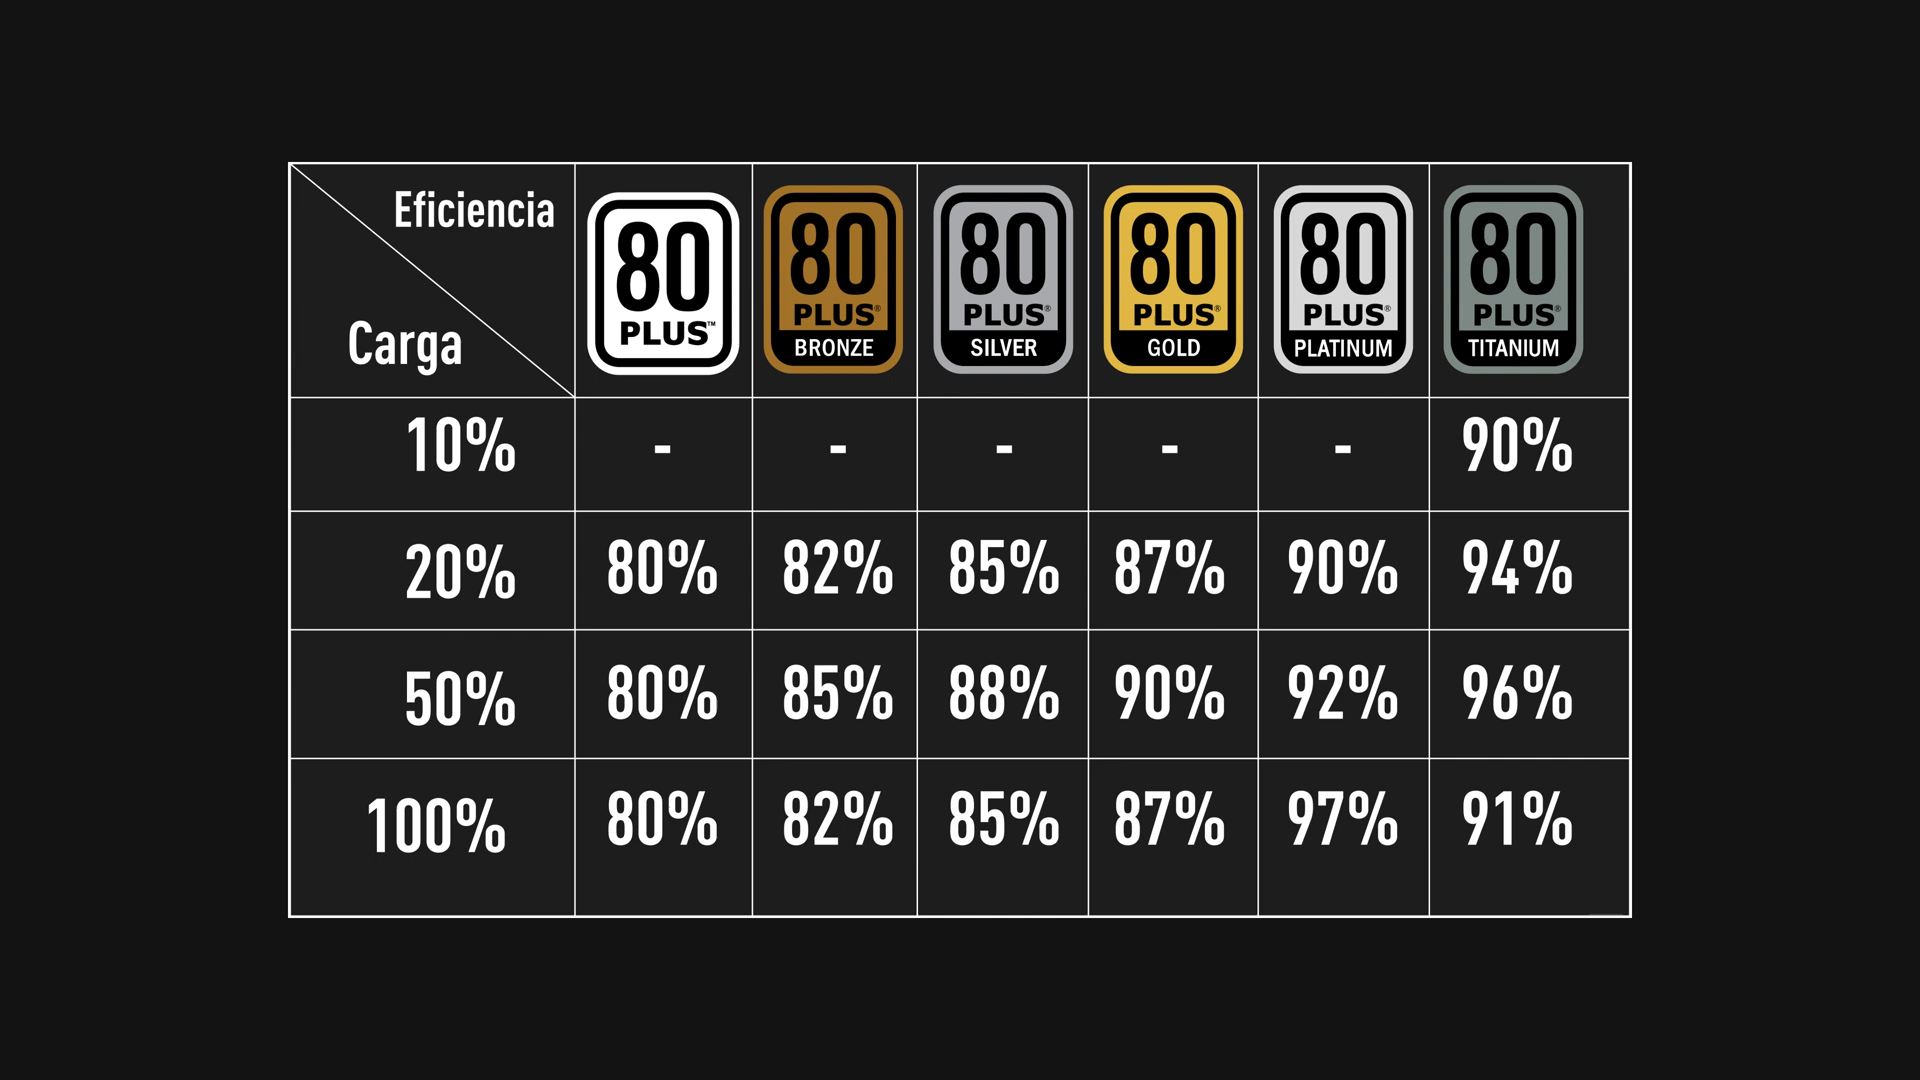 Eficiencia
Carga
80 PLUS™
80 PLUS® BRONZE
80 PLUS® SILVER
80 PLUS® GOLD
80 PLUS® PLATINUM
80 PLUS® TITANIUM
10% - - - - - 90%
20% 80% 82% 85% 87% 90% 94%
50% 80% 85% 88% 90% 92% 96%
100% 80% 82% 85% 87% 97% 91%